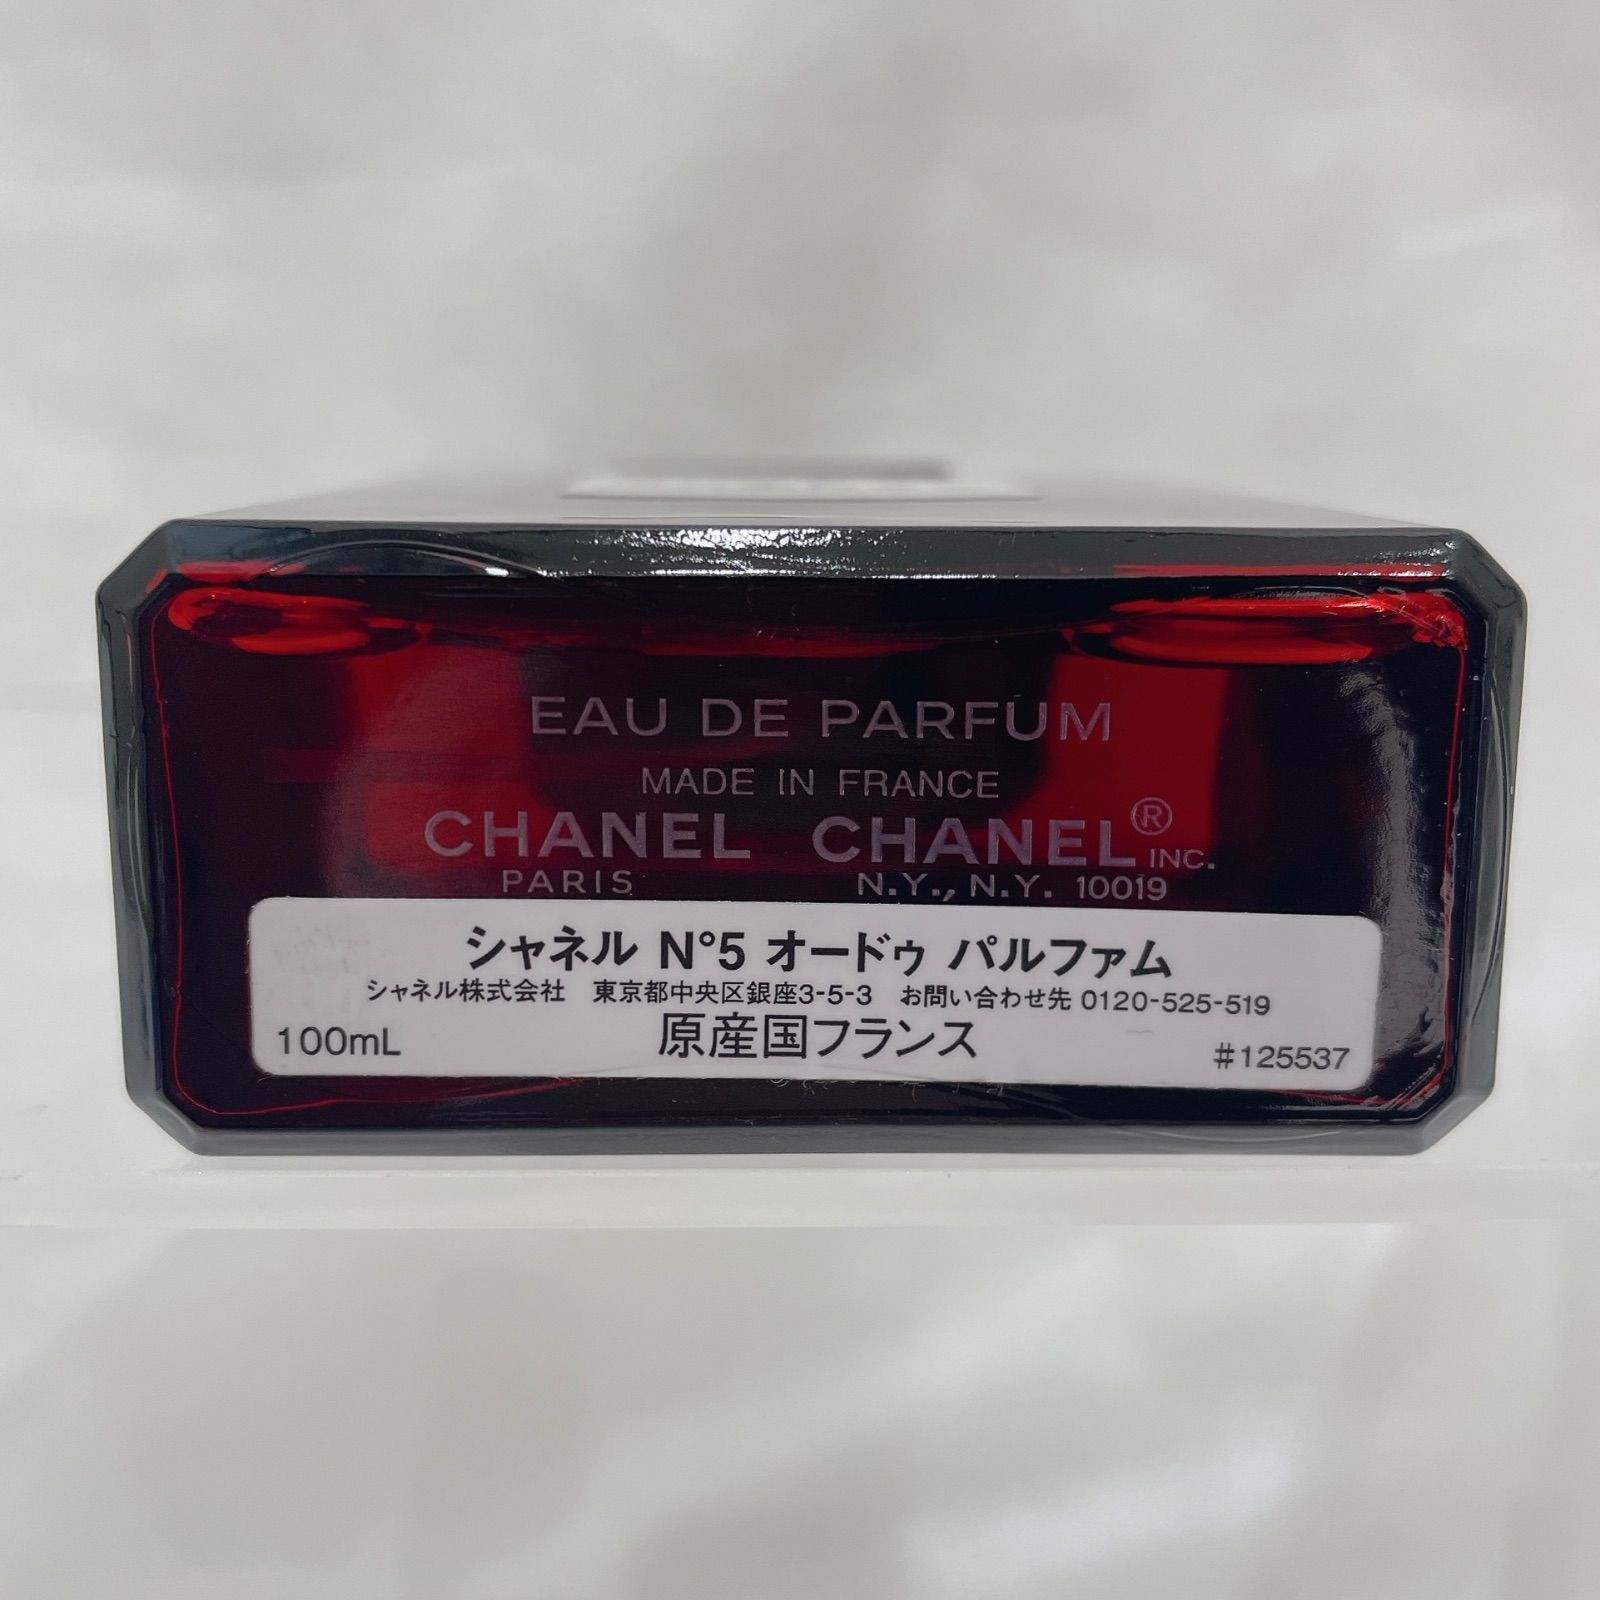 EAU DE PARFUM
MADE IN FRANCE
CHANEL CHANEL® INC.
PARIS N.Y., N.Y. 10019
シャネル N°5 オードゥ パルファム
シャネル株式会社 東京都中央区銀座3-5-3 お問い合わせ先 0120-525-519
100mL 原産国フランス #125537